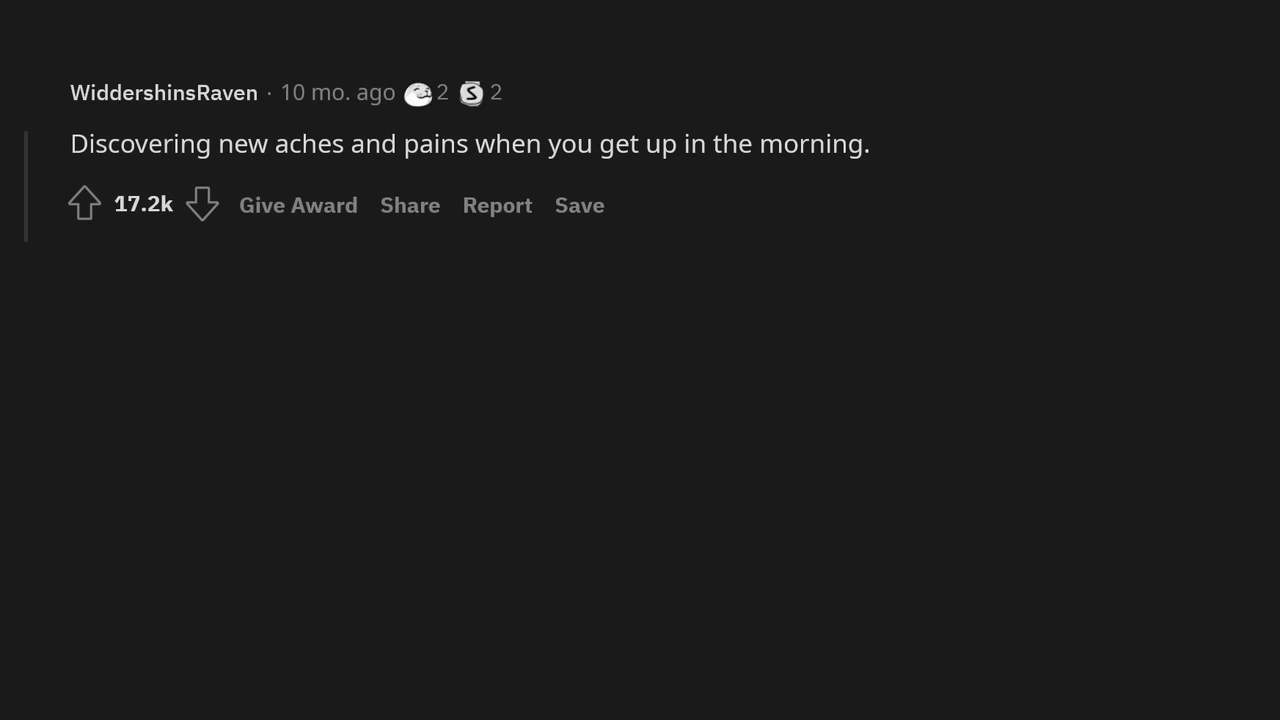 WiddershinsRaven · 10 mo. ago 2 S 2
Discovering new aches and pains when you get up in the morning.
17.2k Give Award Share Report Save